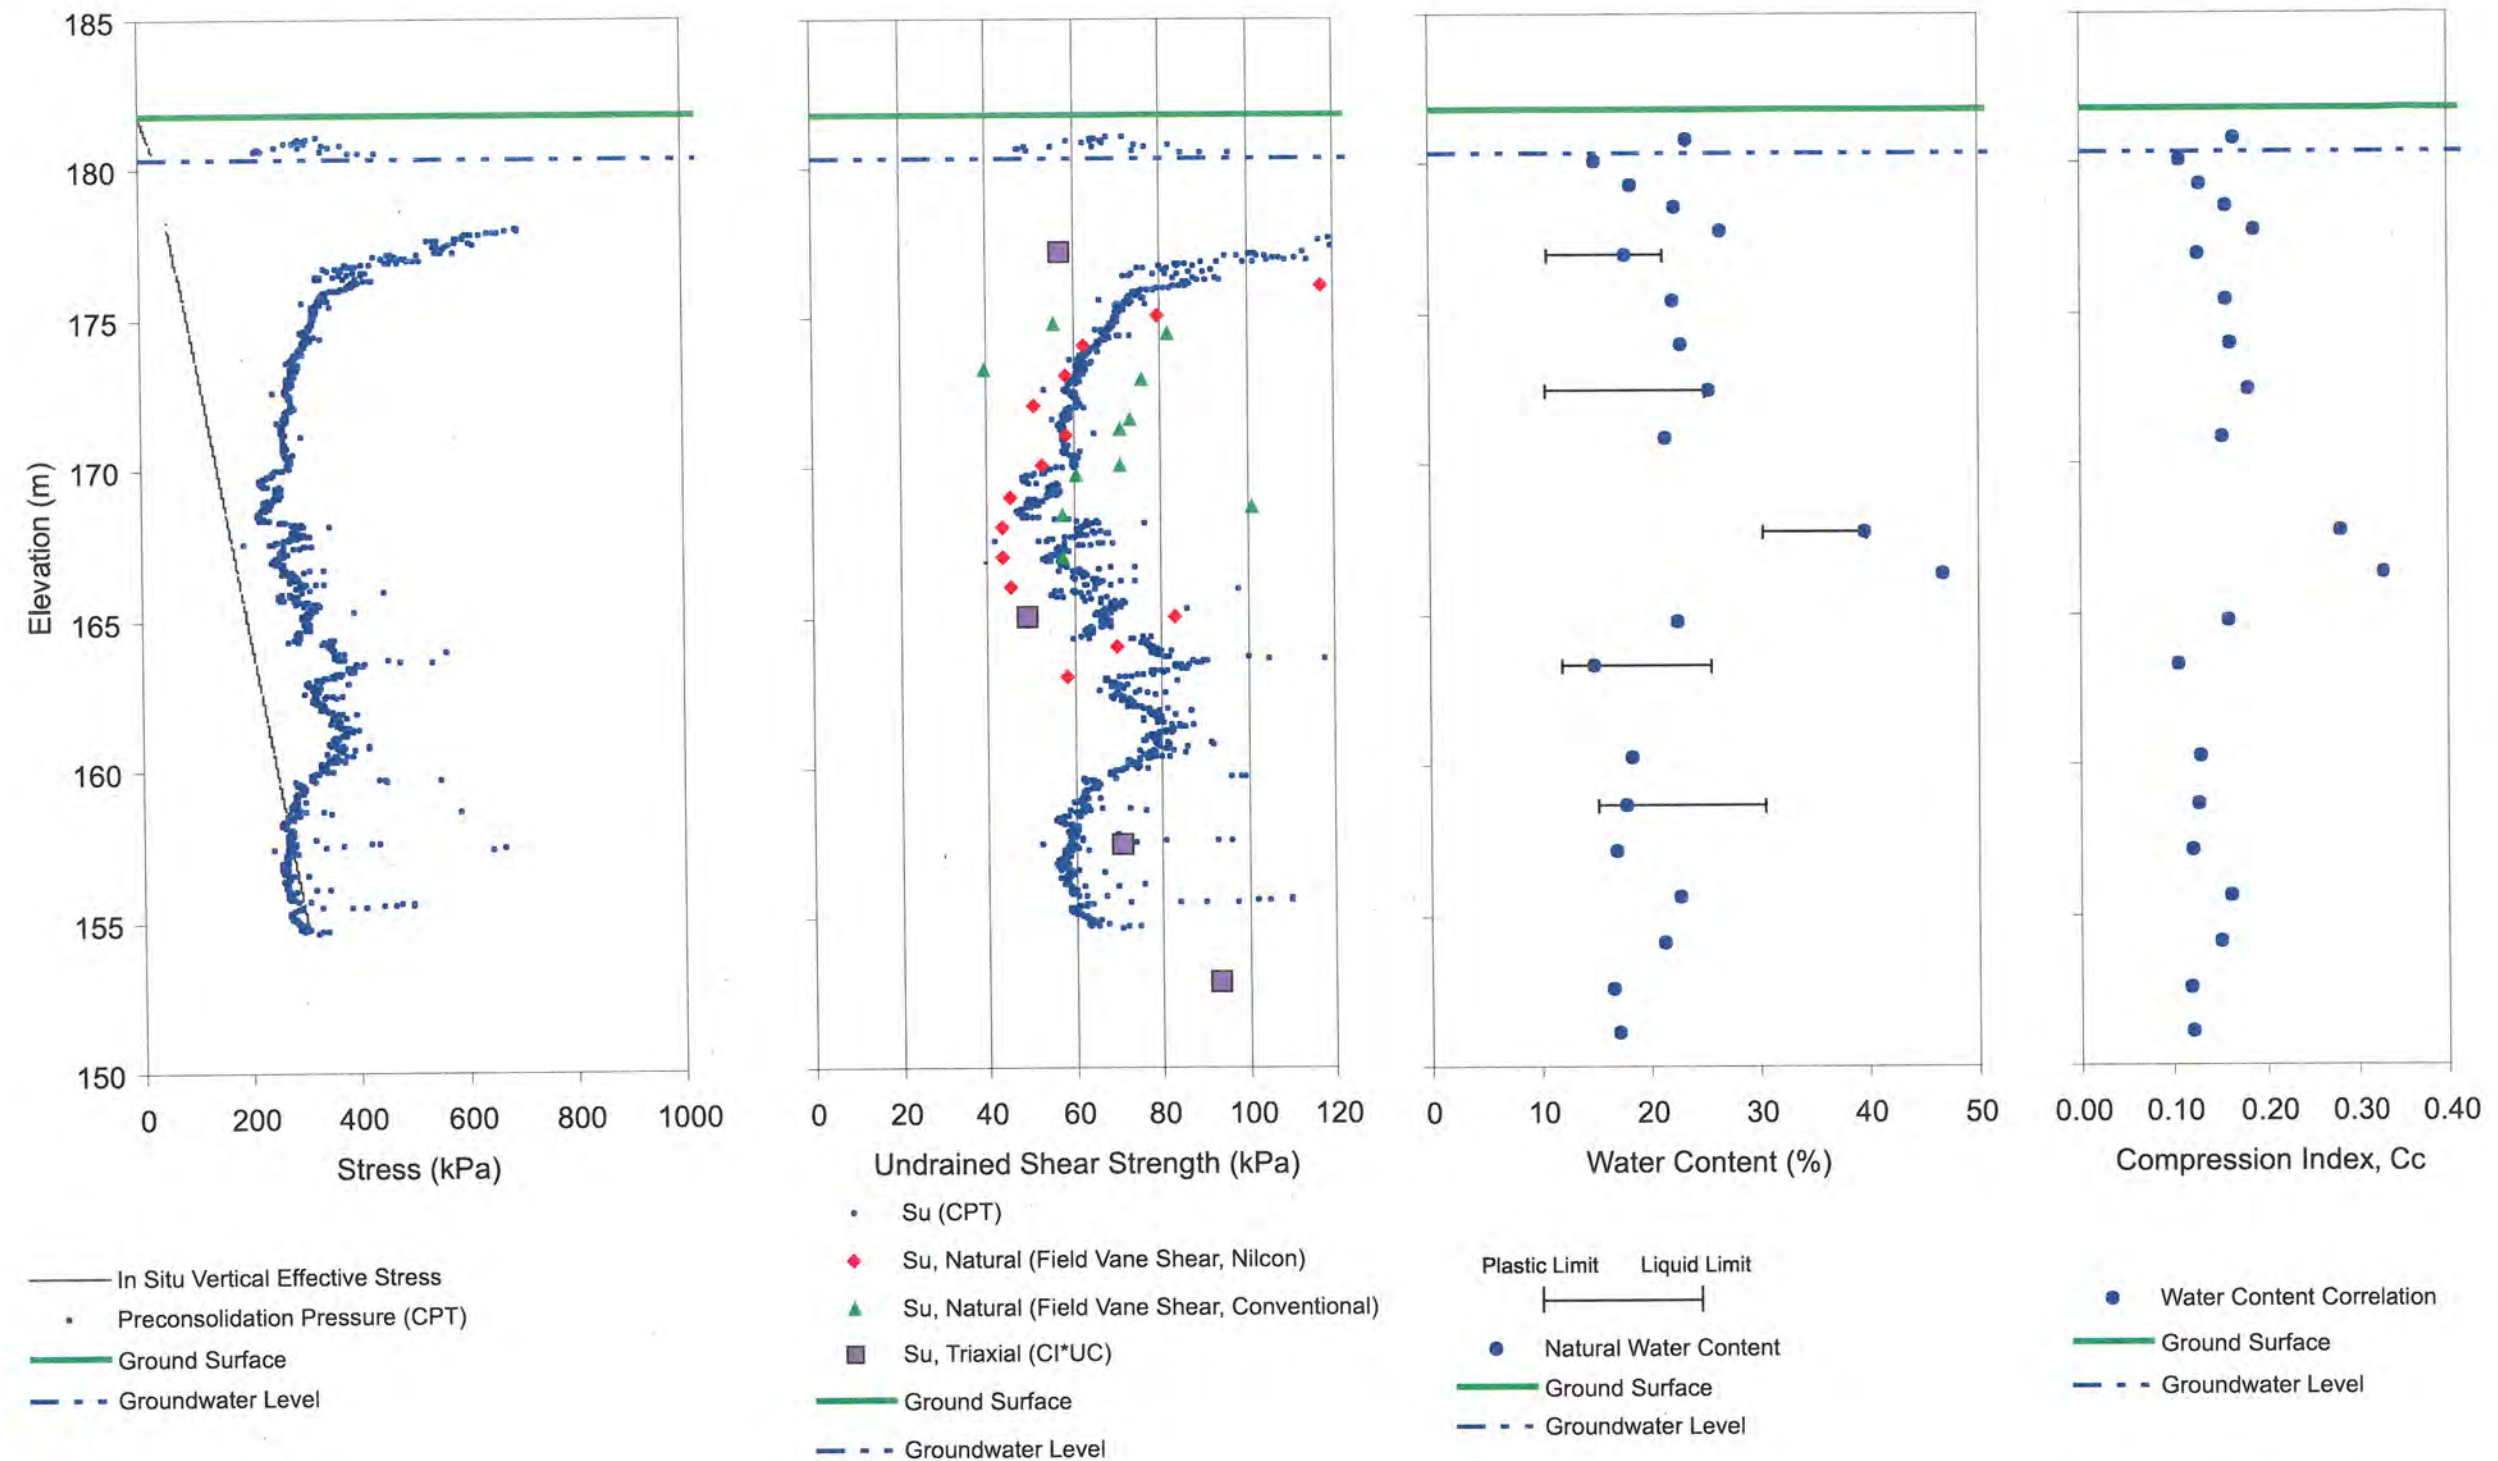 185
180
175
170
165
160
155
150
Elevation (m)
0 200 400 600 800 1000
Stress (kPa)
In Situ Vertical Effective Stress
Preconsolidation Pressure (CPT)
Ground Surface
Groundwater Level
0 20 40 60 80 100 120
Undrained Shear Strength (kPa)
Su (CPT)
Su, Natural (Field Vane Shear, Nilcon)
Su, Natural (Field Vane Shear, Conventional)
Su, Triaxial (CI*UC)
Ground Surface
Groundwater Level
0 10 20 30 40 50
Water Content (%)
Plastic Limit Liquid Limit
Natural Water Content
Ground Surface
Groundwater Level
0.00 0.10 0.20 0.30 0.40
Compression Index, Cc
Water Content Correlation
Ground Surface
Groundwater Level